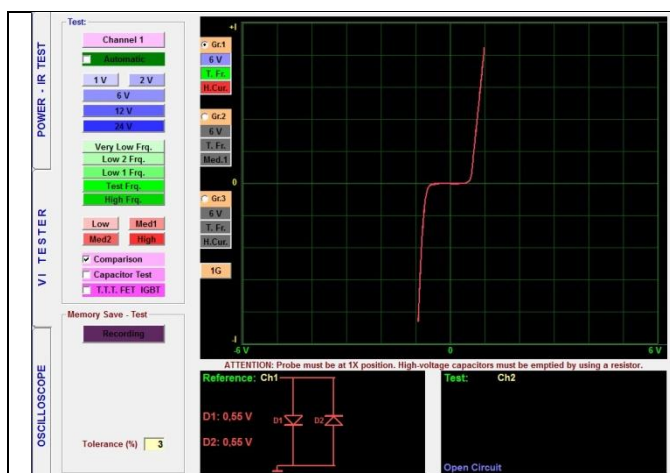 POWER - IR TEST
VI TESTER
OSCILLOSCOPE
Test:
Channel 1
Automatic
1 V
2 V
6 V
12 V
24 V
Very Low Frq.
Low 2 Frq.
Low 1 Frq.
Test Frq.
High Frq.
Low
Med1
Med2
High
Comparison
Capacitor Test
T.T.T. FET IGBT
Memory Save - Test
Recording
Tolerance (%) 3
Gr.1
6 V
T. Fr.
H.Cur.
Gr.2
6 V
T. Fr.
Med.1
Gr.3
6 V
T. Fr.
H.Cur.
1G
+I
0
-I
-6 V
0
6 V
ATTENTION: Probe must be at 1X position. High-voltage capacitors must be emptied by using a resistor.
Reference: Ch1
D1: 0,55 V
D2: 0,55 V
D1
D2
Test: Ch2
Open Circuit